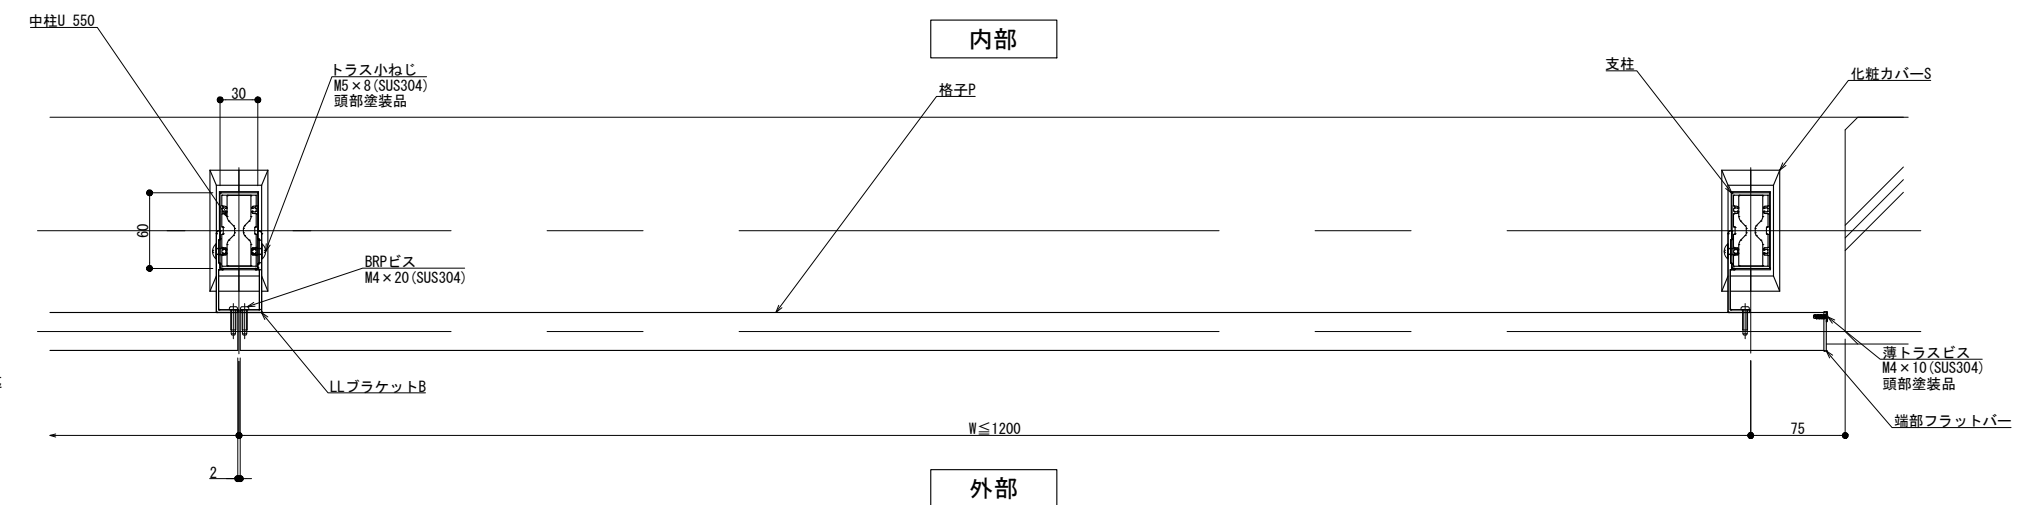 中柱U 550
内部
トラス小ねじ
M5×8(SUS304)
頭部塗装品
支柱
化粧カバーS
30
格子P
60
BRPビス
M4×20(SUS304)
LLブラケットB
薄トラスビス
M4×10(SUS304)
頭部塗装品
端部フラットバー
W≦1200
75
2
外部